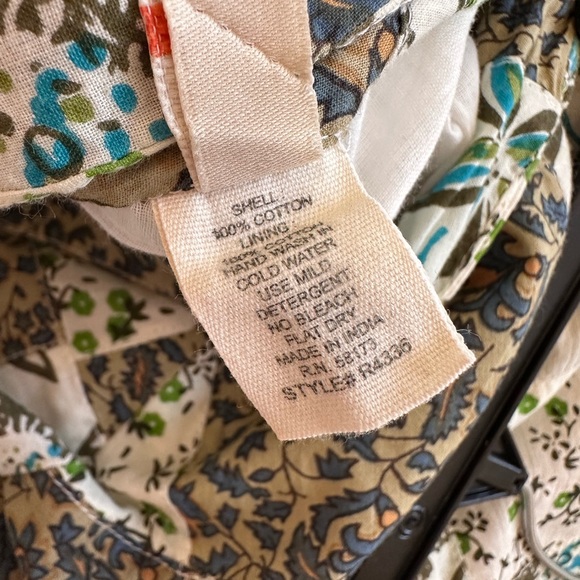 SHELL:
100% COTTON
LINING:
100% COTTON
HAND WASH IN
COLD WATER
USE MILD
DETERGENT
NO BLEACH
FLAT DRY
MADE IN INDIA
R.N. 58173
STYLE# R4336